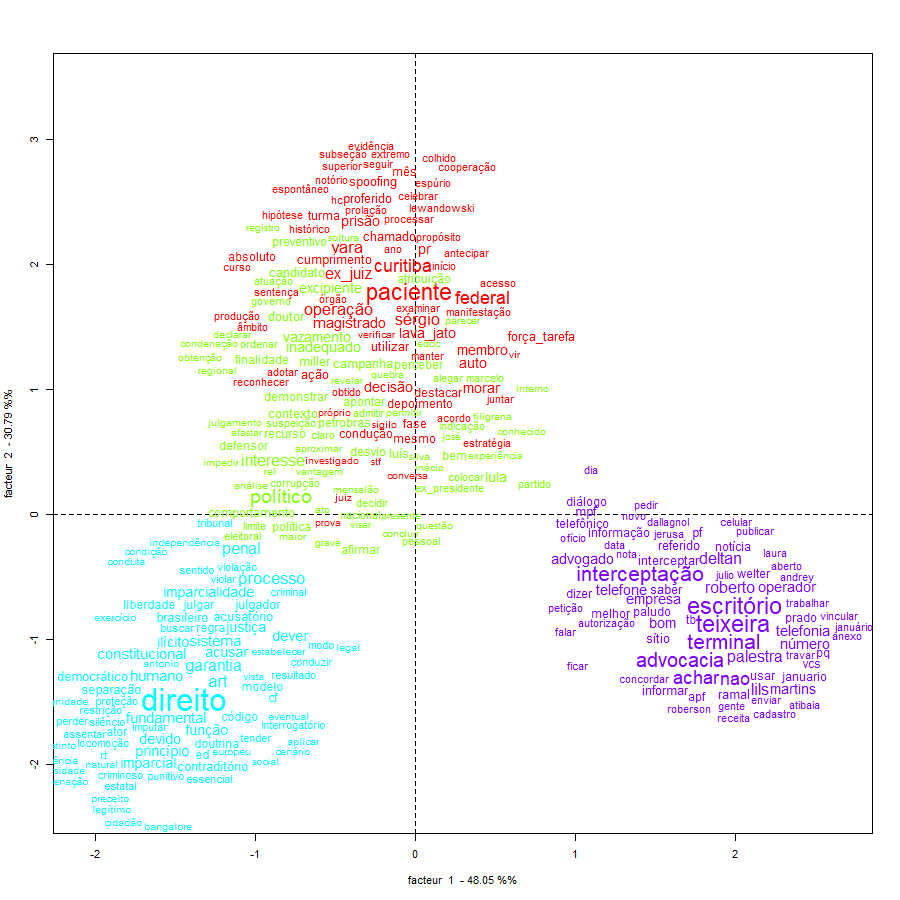 3
evidência
subseção extremo
colhido
superior seguir
cooperação
mês
notório spoofing
espúrio
espontâneo
celebrar
hc proferido
lewandowski
prolação
hipótese turma
processar
prisão
registro
histórico
soltura
chamado propósito
preventivo
vara
ano pr
antecipar
absoluto
cumprimento
2
curso
curitiba início
candidato ex_juiz
atuação
atribuição
acesso
excipiente
sentença
paciente federal
governo
órgão
operação
examinar
manifestação
produção doutor
sérgio
parecer
âmbito
magistrado
declarar
vazamento verificar lava_jato
força_tarefa
condenação ordenar
inadequado utilizar
membro
vir
obtenção
finalidade miller
manter
campanha perceber
auto
regional
adotar ação
quebra
reconhecer
revelar
alegar marcelo
1
decisão
morar
interno
demonstrar
obtido
destacar
juntar
apontar
depoimento
contexto próprio admitir permitir
acordo filigrana
julgamento suspeição petrobras sigilo fase
indicação
afastar recurso claro condução mesmo
josé
conhecido
defensor
estratégia
aproximar desvio luís silva
bem experiência
impedir interesse investigado stf
inácio
dia
rel vantagem
conversa
colocar lula
análise corrupção
mensalão
ex_presidente
partido
político juiz
decidir
diálogo
pedir
0
comportamento
ato
nacional presente
mpf
novo
tribunal
limite política prova visar
questão
telefônico
dallagnol
celular
eleitoral maior
concluir
informação jerusa pf publicar
independência
grave
pessoal
ofício
condição
penal
afirmar
data
referido notícia
conduta
nota
laura
sentido violação
advogado
interceptar deltan
aberto
violar processo
interceptação julio welter andrey
imparcialidade criminal
dizer telefone saber roberto operador
liberdade julgar julgador
petição
empresa
escritório trabalhar
exercício brasileiro acusatório
melhor paludo
prado vincular
buscar regra justiça
autorização
bom tb teixeira
januário
-1
ilícito sistema dever
falar
sítio
telefonia anexo
modo legal
terminal número
constitucional acusar estabelecer
travar pq
antonio
conduzir
ficar
advocacia palestra
vcs
garantia
democrático humano
vista resultado
concordar
achar nao usar januario
separação
art modelo
informar
lils martins
proteção
direito
cf
apf ramal
enviar
restrição
gente
atibaia
perder silêncio fundamental código eventual
roberson
receita cadastro
assentar ator imputar função interrogatório
locomoção devido
doutrina tender
aplicar
rt princípio ed europeu
cenário
-2
natural imparcial
social
contraditório
criminoso punitivo
essencial
estatal
preceito
legítimo
cidadão
bangalore
-2 -1 0 1 2
facteur 1 - 48.05 %%
facteur 2 - 30.79 %%